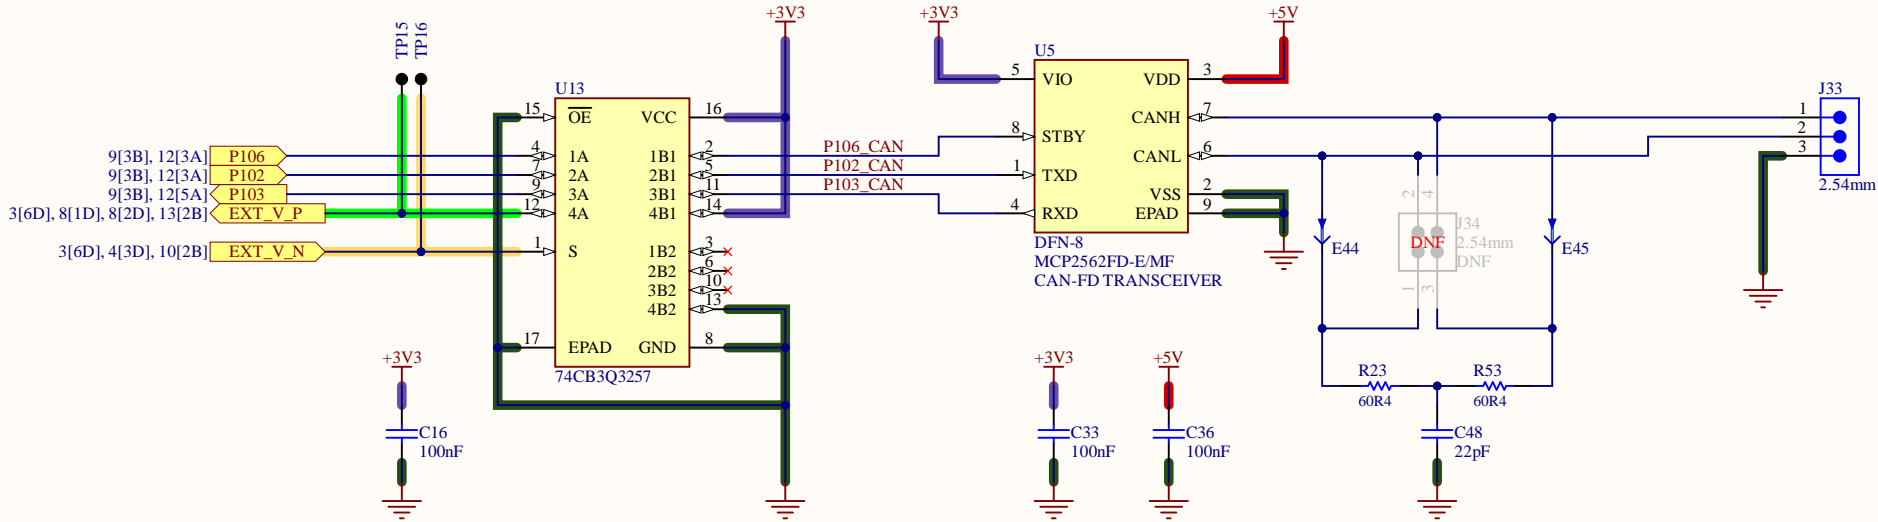 +3V3
+3V3
+5V
TP15
TP16
U5
U13
J33
5 VIO
VDD 3
15 OE
VCC 16
CANH 7
1
8 STBY
2
9[3B], 12[3A] P106
4 1A
1B1 2
P106_CAN
CANL 6
3
9[3B], 12[3A] P102
7 2A
2B1 5
P102_CAN
1 TXD
2.54mm
9[3B], 12[5A] P103
9 3A
3B1 11
P103_CAN
VSS 2
2 4
3[6D], 8[1D], 8[2D], 13[2B] EXT_V_P
12 4A
4B1 14
4 RXD
EPAD 9
J34
DFN-8
DNF
2.54mm
3[6D], 4[3D], 10[2B] EXT_V_N
1 S
1B2 3
E44
E45
MCP2562FD-E/MF
DNF
2B2 6
CAN-FD TRANSCEIVER
3B2 10
1 3
4B2 13
17 EPAD
GND 8
+3V3
+3V3
+5V
74CB3Q3257
R23
R53
60R4
60R4
C16
C33
C36
C48
100nF
100nF
100nF
22pF